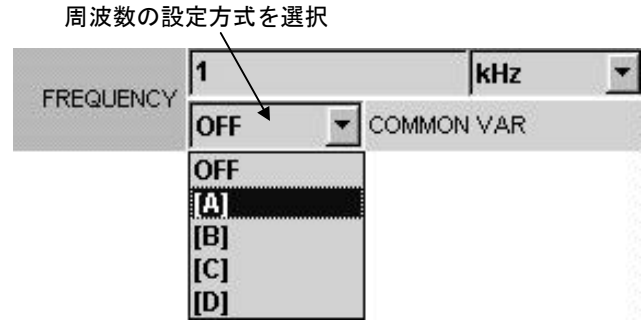 周波数の設定方式を選択
FREQUENCY
1 kHz
OFF COMMON VAR
OFF
[A]
[B]
[C]
[D]